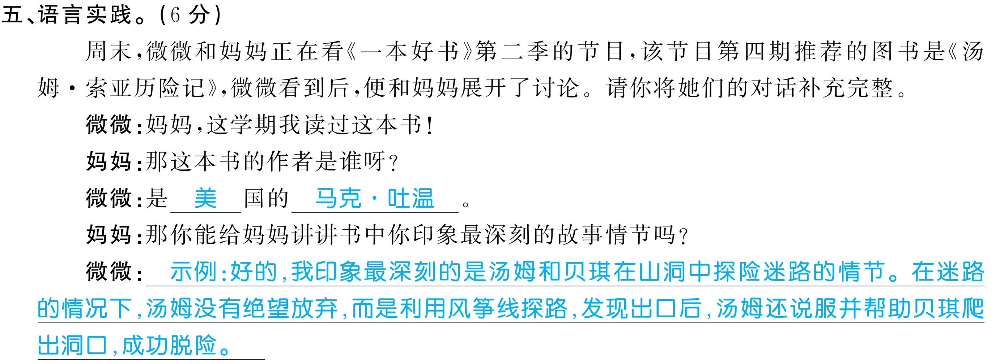 五、语言实践。(6 分)
周末,微微和妈妈正在看《一本好书》第二季的节目,该节目第四期推荐的图书是《汤
姆·索亚历险记》,微微看到后,便和妈妈展开了讨论。请你将她们的对话补充完整。
微微:妈妈,这学期我读过这本书!
妈妈:那这本书的作者是谁呀?
微微:是 美 国的 马克·吐温 。
妈妈:那你能给妈妈讲讲书中你印象最深刻的故事情节吗?
微微: 示例:好的,我印象最深刻的是汤姆和贝琪在山洞中探险迷路的情节。在迷路
的情况下,汤姆没有绝望放弃,而是利用风筝线探路,发现出口后,汤姆还说服并帮助贝琪爬
出洞口,成功脱险。